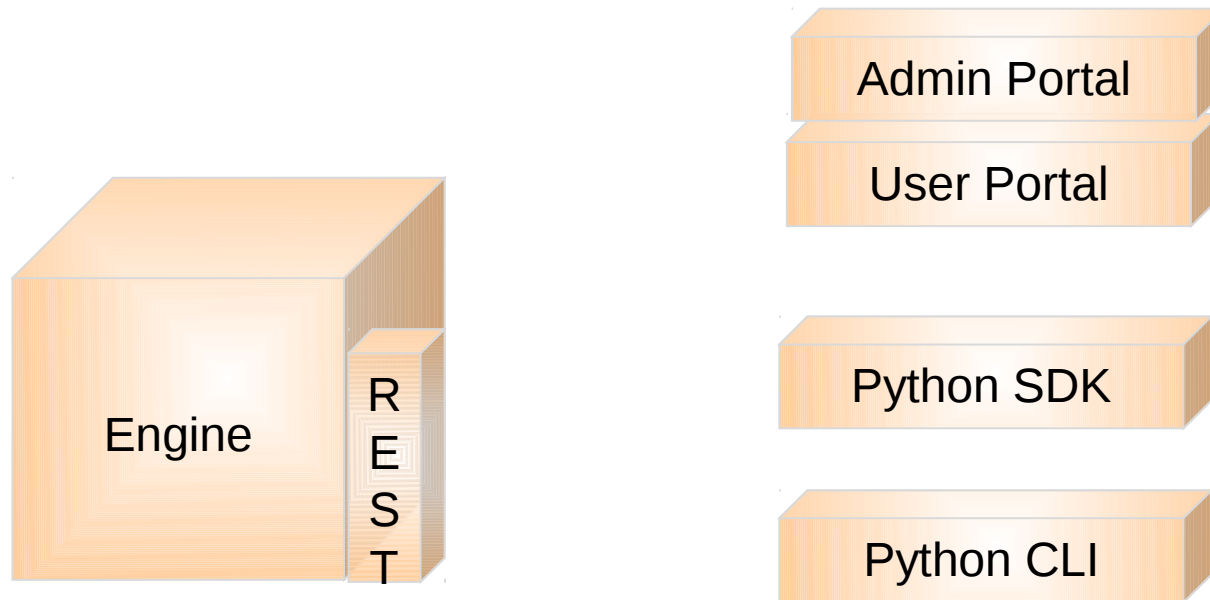 Admin Portal
User Portal
Engine
R
E
S
T
Python SDK
Python CLI